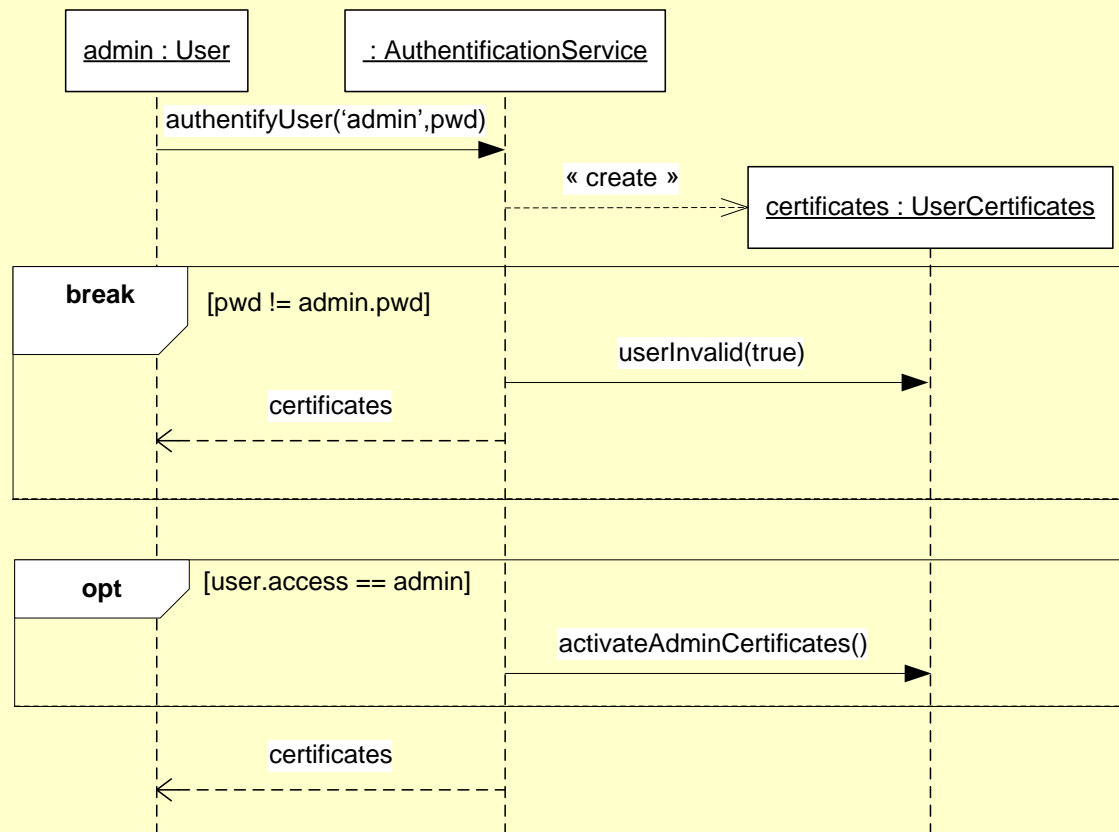 admin : User
: AuthentificationService
authentifyUser(‘admin’,pwd)
« create »
certificates : UserCertificates
break
[pwd != admin.pwd]
userInvalid(true)
certificates
opt
[user.access == admin]
activateAdminCertificates()
certificates